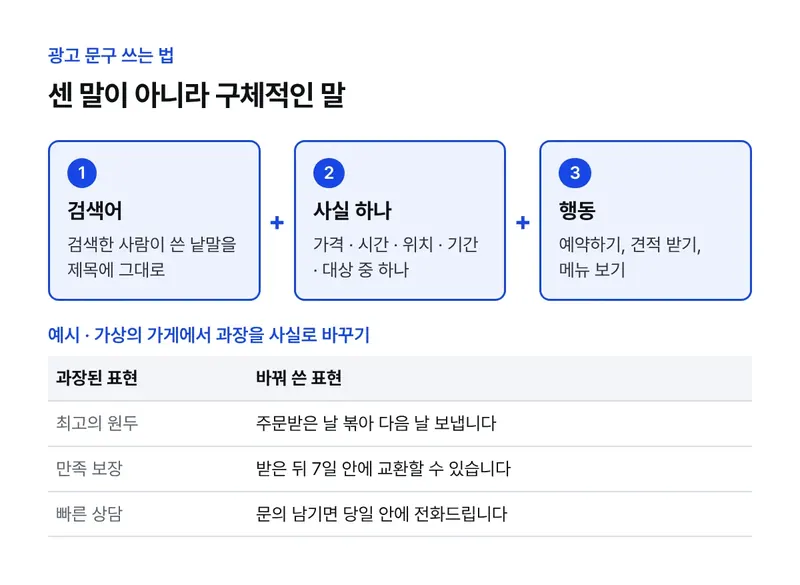 광고 문구 쓰는 법
센 말이 아니라 구체적인 말
1
검색어
검색한 사람이 쓴 낱말을
제목에 그대로
+
2
사실 하나
가격 · 시간 · 위치 · 기간
· 대상 중 하나
+
3
행동
예약하기, 견적 받기,
메뉴 보기
예시 · 가상의 가게에서 과장을 사실로 바꾸기
과장된 표현 바꿔 쓴 표현
최고의 원두 주문받은 날 볶아 다음 날 보냅니다
만족 보장 받은 뒤 7일 안에 교환할 수 있습니다
빠른 상담 문의 남기면 당일 안에 전화드립니다